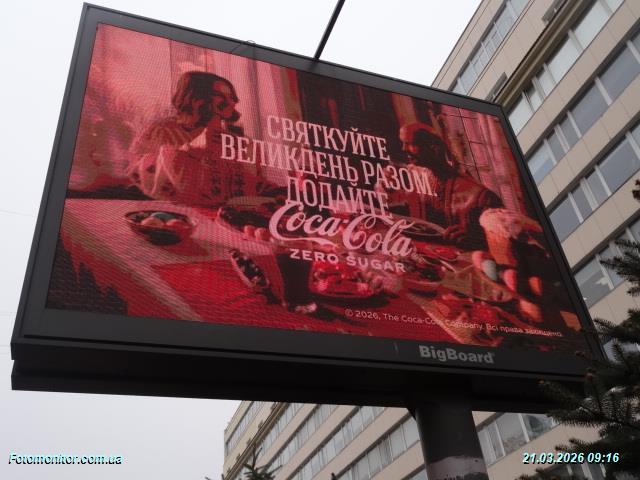 СВЯТКУЙТЕ
ВЕЛИКДЕНЬ РАЗОМ.
ДОДАЙТЕ
Coca-Cola
ZERO SUGAR
© 2026, The Coca-Cola Company. Всі права захищено.
BigBoard
Fotomonitor.com.ua
21.03.2026 09:16